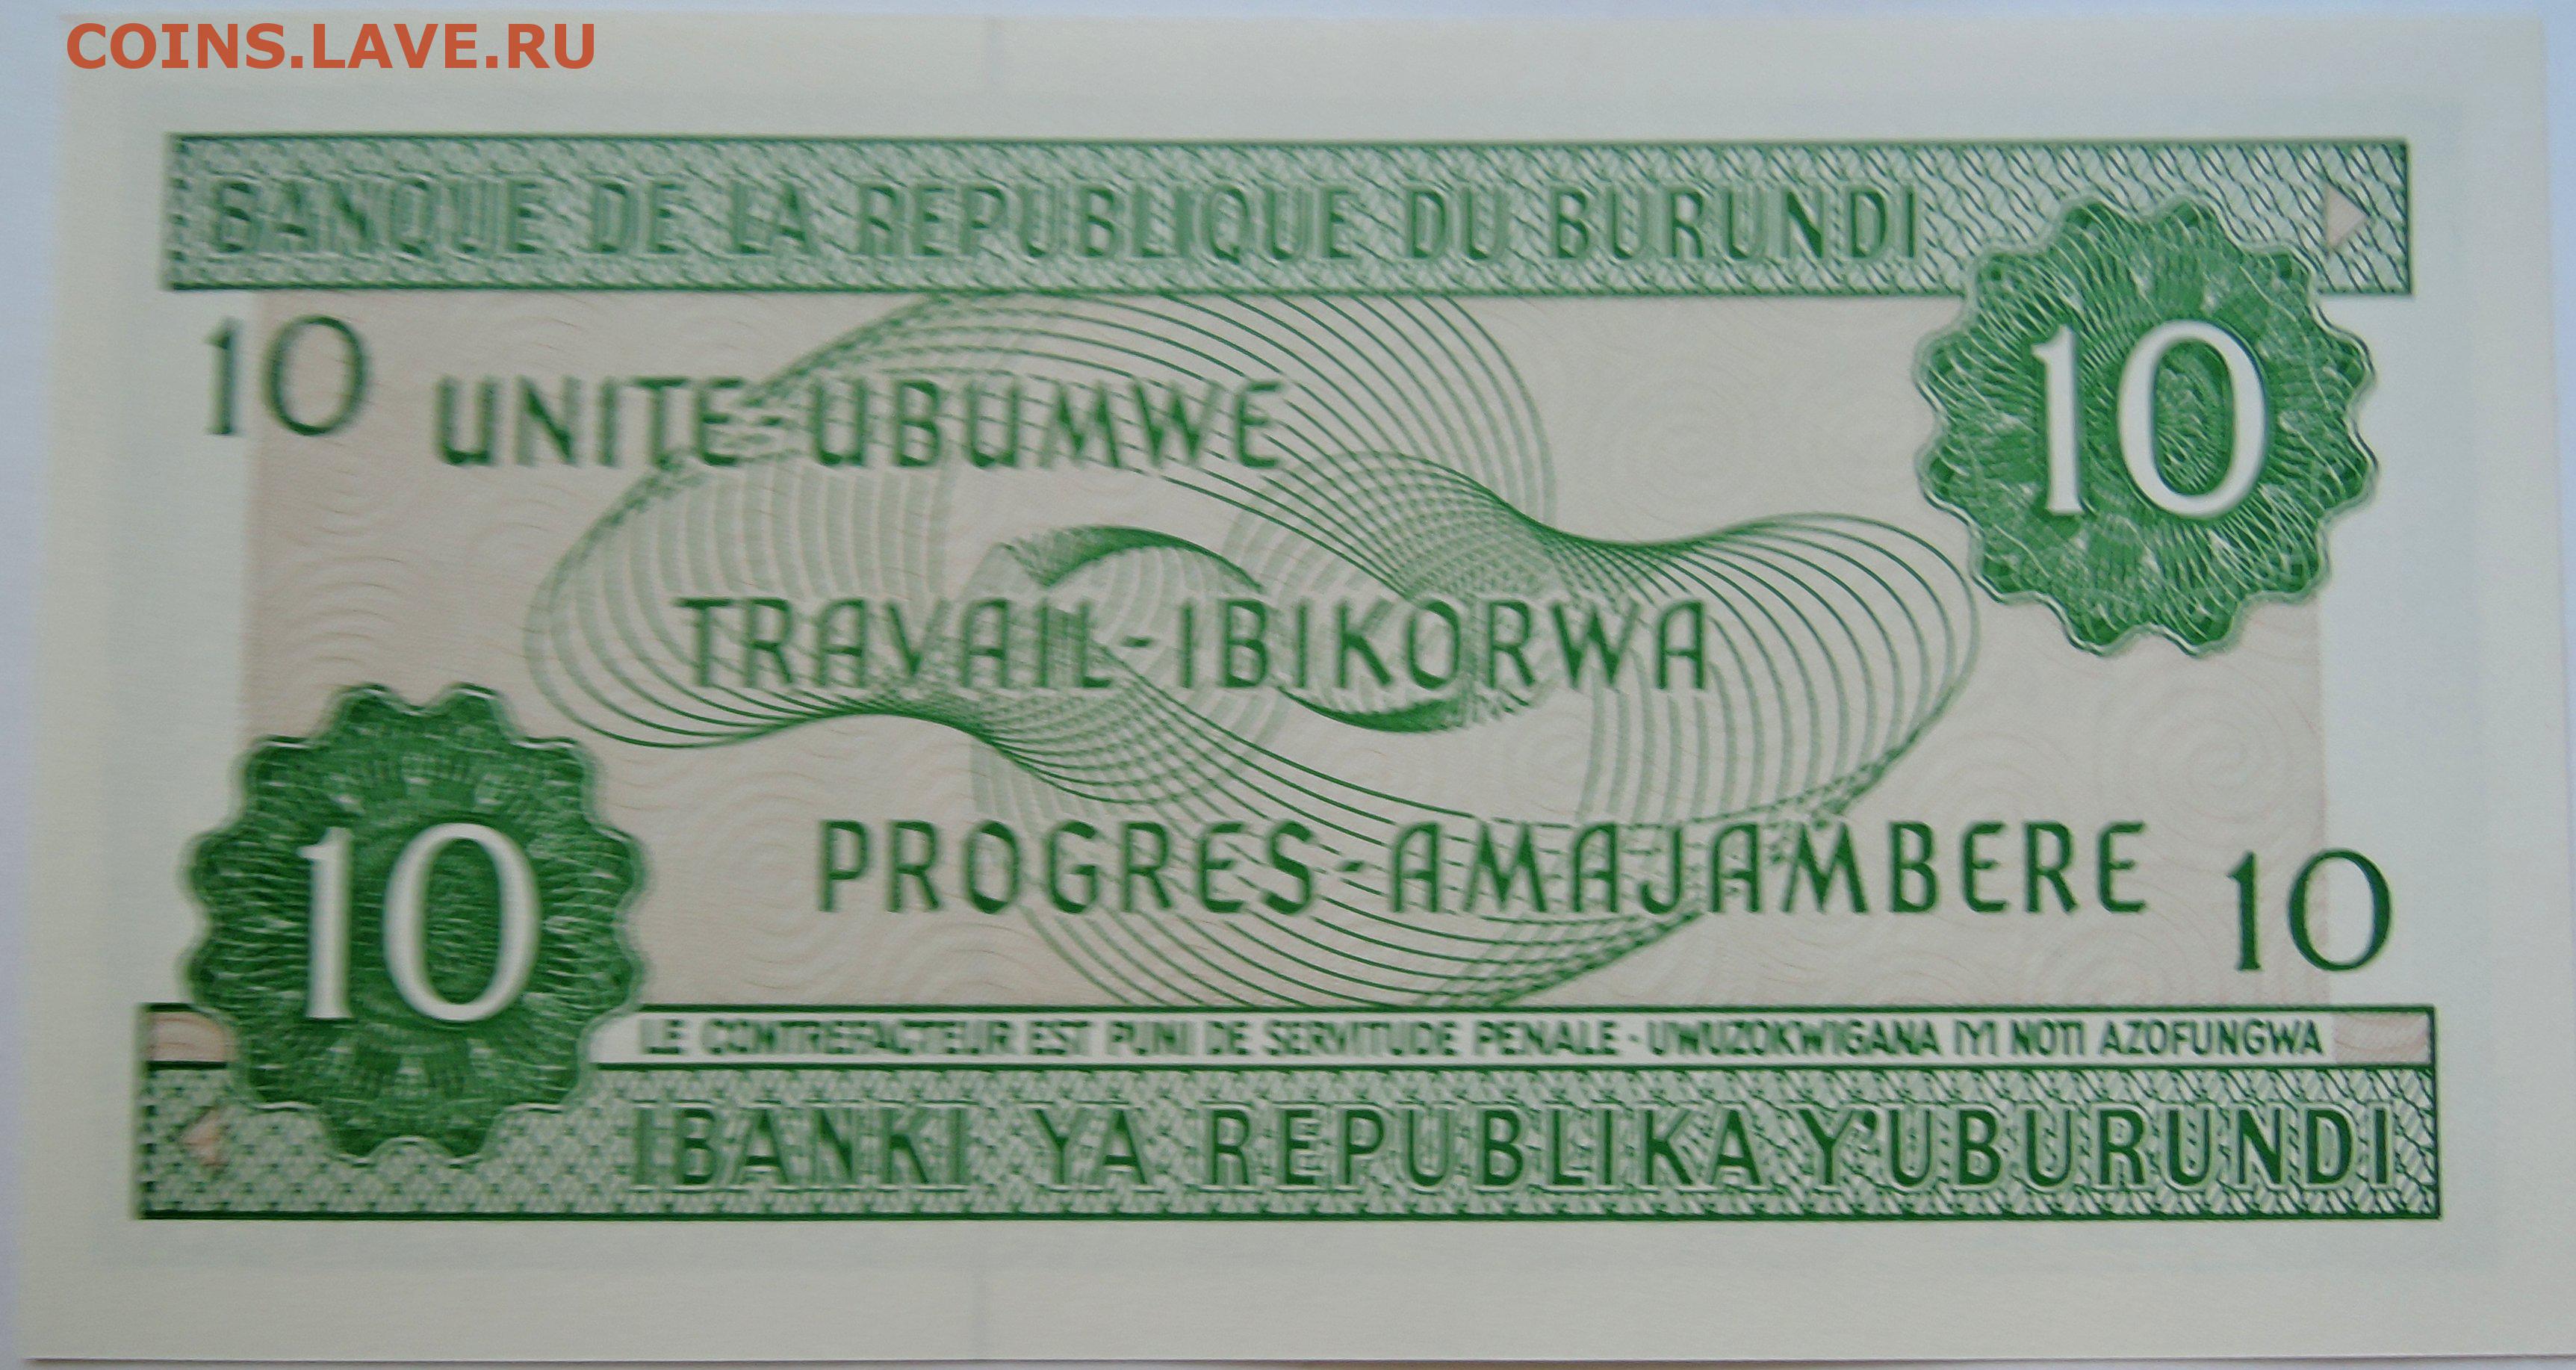 COINS.LAVE.RU
BANQUE DE LA REPUBLIQUE DU BURUNDI
10
UNITE-UBUMWE
10
TRAVAIL-IBIKORWA
PROGRES-AMAJAMBERE
10
10
LE CONTREFACTEUR EST PUNI DE SERVITUDE PENALE - UWUZOKWIGANA IYI NOTI AZOFUNGWA
IBANKI YA REPUBLIKA Y'UBURUNDI